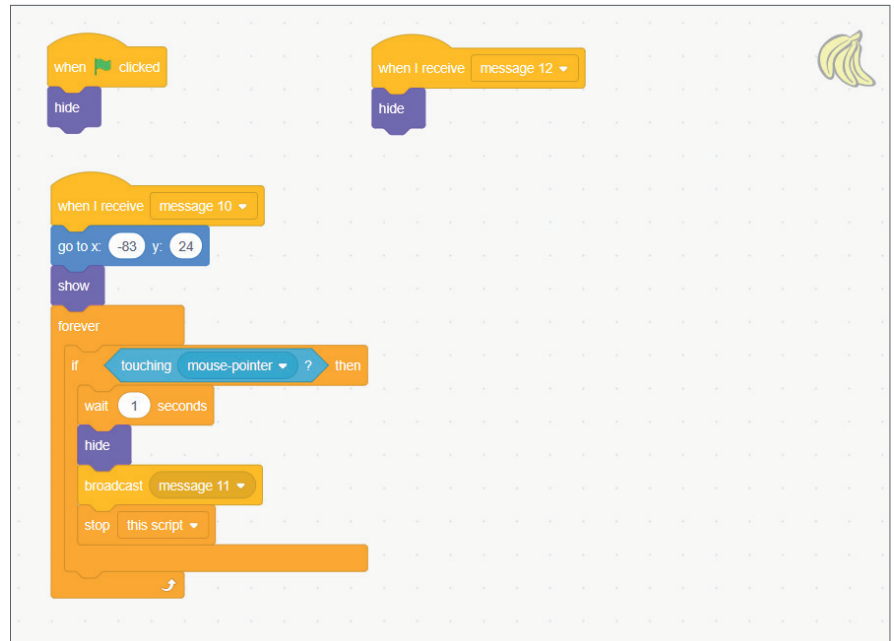 when clicked
hide
when I receive message 12
hide
when I receive message 10
go to x: -83 y: 24
show
forever
if touching mouse-pointer ? then
wait 1 seconds
hide
broadcast message 11
stop this script